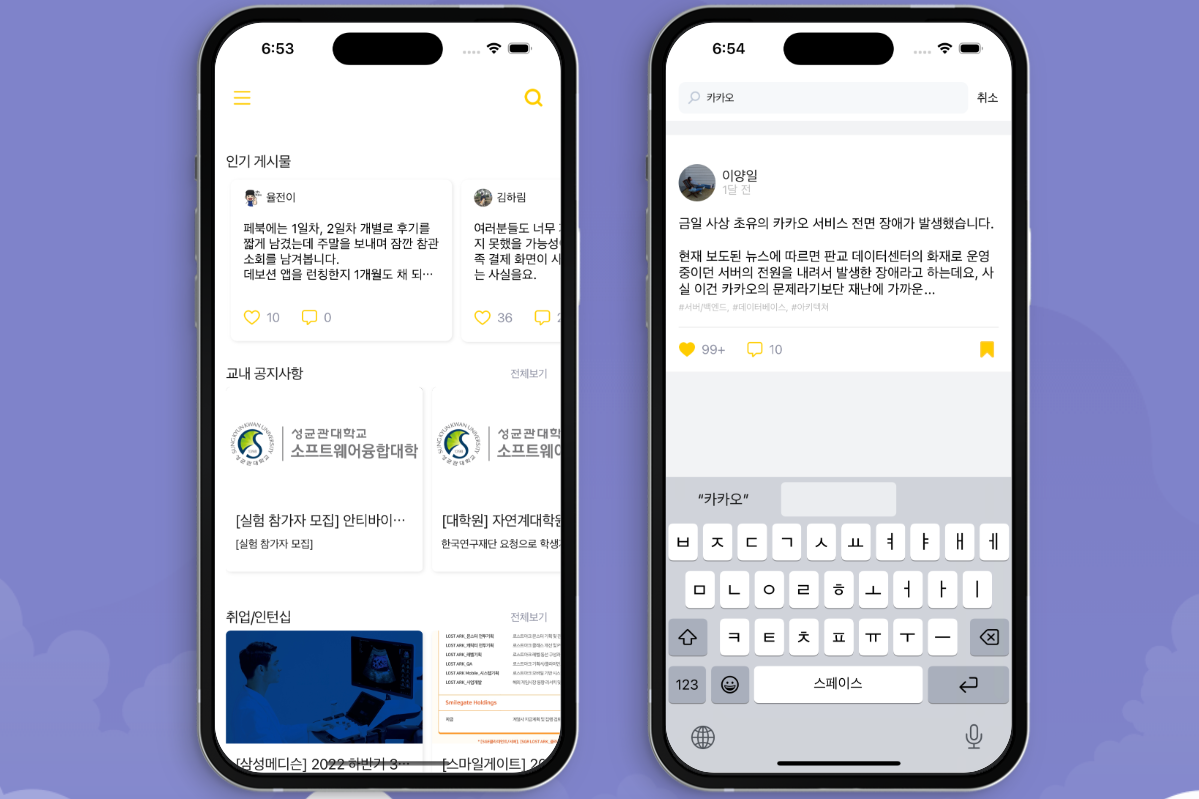 6:53
인기 게시물
율전이
페북에는 1일차, 2일차 개별로 후기를
짧게 남겼는데 주말을 보내며 잠깐 참관
소회를 남겨봅니다.
데보션 앱을 런칭한지 1개월도 채 되…
10
0
김하림
여러분들도 너무
지 못했을 가능성
족 결제 화면이 시
는 사실을요.
36
교내 공지사항
전체보기
SUNG KYUN KWAN UNIVERSITY
성균관대학교
소프트웨어융합대학
[실험 참가자 모집] 안티바이…
[실험 참가자 모집]
성균관대학
소프트웨어융
[대학원] 자연계대학원
한국연구재단 요청으로 학생
취업/인턴십
전체보기
Smilegate Holdings
[삼성메디슨] 2022 하반기 3…
[스마일게이트] 20
6:54
카카오
취소
이양일
1달 전
금일 사상 초유의 카카오 서비스 전면 장애가 발생했습니다.
현재 보도된 뉴스에 따르면 판교 데이터센터의 화재로 운영
중이던 서버의 전원을 내려서 발생한 장애라고 하는데요, 사
실 이건 카카오의 문제라기보단 재난에 가까운...
#서버/백엔드, #데이터베이스, #아키텍처
99+
10
“카카오”
ㅂ ㅈ ㄷ ㄱ ㅅ ㅛ ㅕ ㅑ ㅐ ㅔ
ㅁ ㄴ ㅇ ㄹ ㅎ ㅗ ㅓ ㅏ ㅣ
ㅋ ㅌ ㅊ ㅍ ㅠ ㅜ ㅡ
123
스페이스